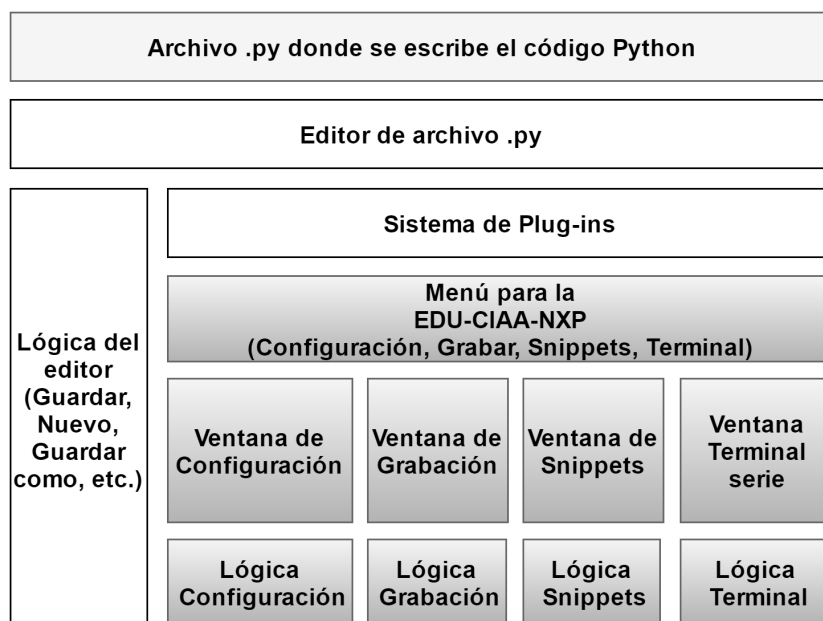 Archivo .py donde se escribe el código Python
Editor de archivo .py
Lógica del
editor
(Guardar,
Nuevo,
Guardar
como, etc.)
Sistema de Plug-ins
Menú para la
EDU-CIAA-NXP
(Configuración, Grabar, Snippets, Terminal)
Ventana de
Configuración
Ventana de
Grabación
Ventana de
Snippets
Ventana
Terminal
serie
Lógica
Configuración
Lógica
Grabación
Lógica
Snippets
Lógica
Terminal